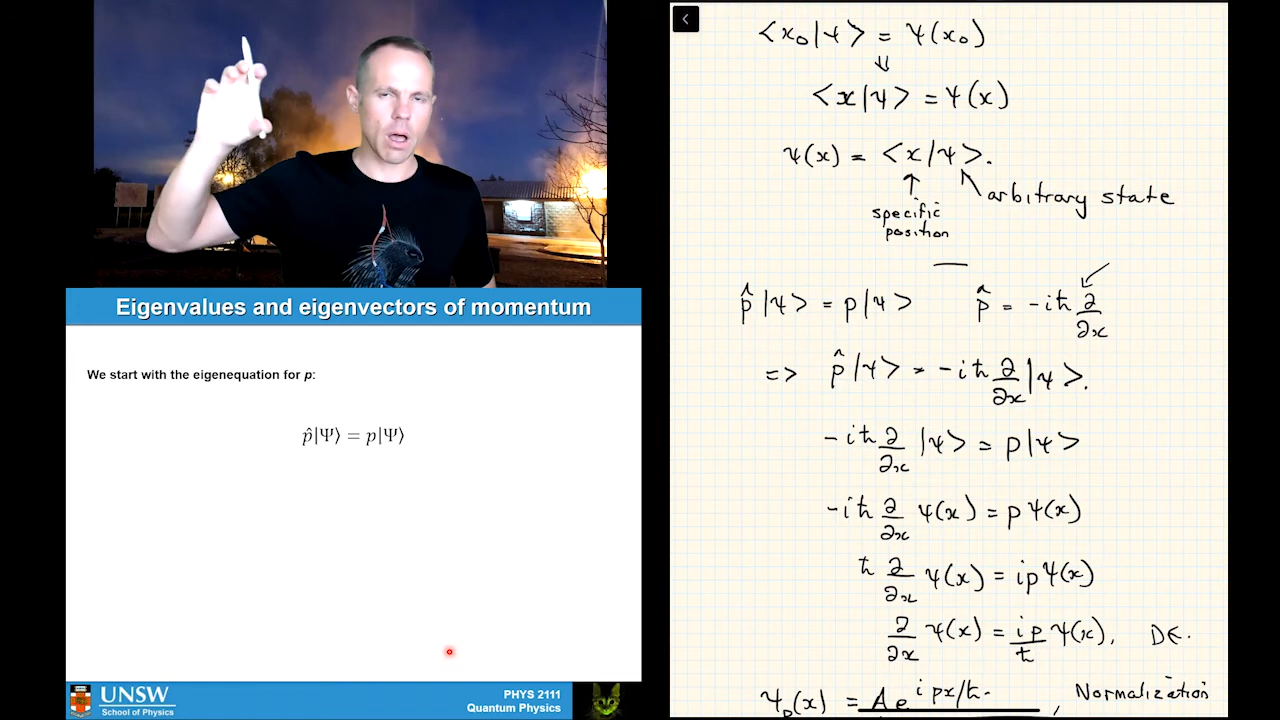 Eigenvalues and eigenvectors of momentum
We start with the eigenequation for p:
p̂|Ψ⟩ = p|Ψ⟩
UNSW
School of Physics
PHYS 2111
Quantum Physics
<x₀|Ψ> = Ψ(x₀)
⇓
<x|Ψ> = Ψ(x)
Ψ(x) = <x|Ψ>.
arbitrary state
specific
position
p̂|Ψ> = p|Ψ> p̂ = -iħ ∂/∂x
=> p̂|Ψ> = -iħ ∂/∂x |Ψ>.
-iħ ∂/∂x |Ψ> = p|Ψ>
-iħ ∂/∂x Ψ(x) = pΨ(x)
ħ ∂/∂x Ψ(x) = ipΨ(x)
∂/∂x Ψ(x) = ip/ħ Ψ(x), DE.
Ψₚ(x) = A e^{ipx/ħ}. , Normalization